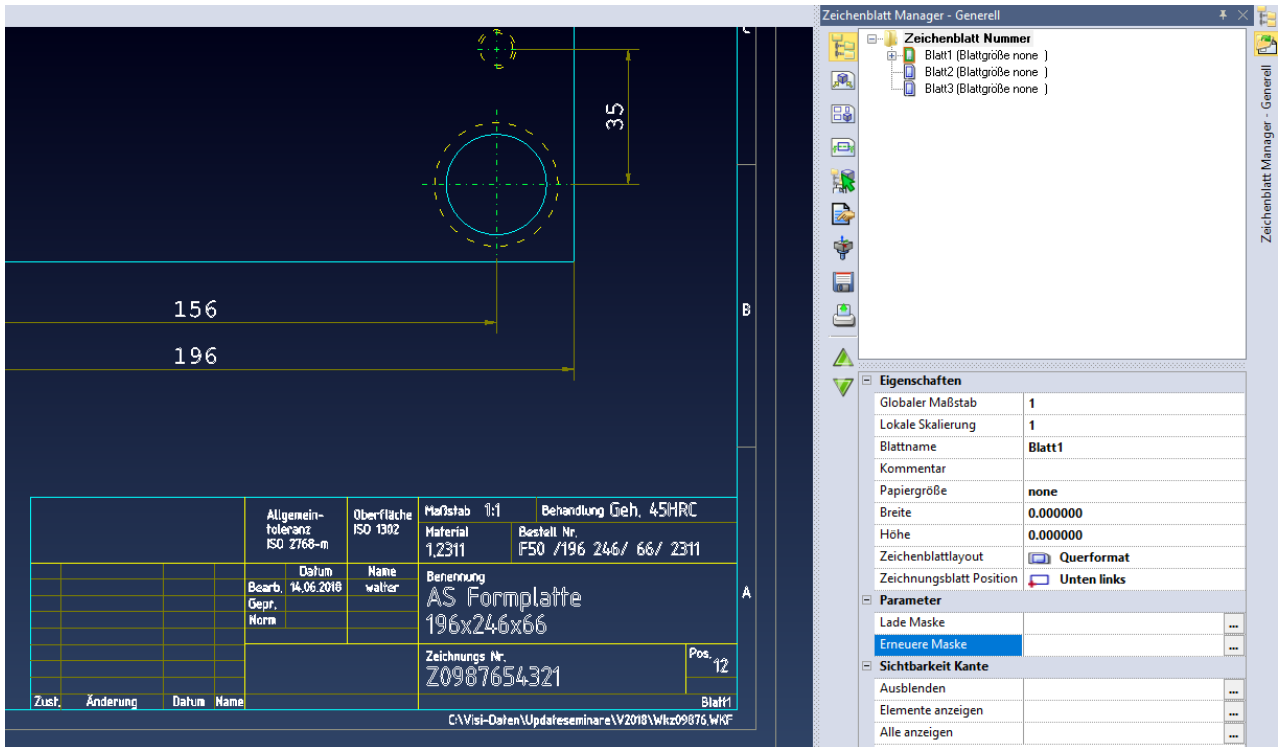 Zeichenblatt Manager - Generell
Zeichenblatt Nummer
Blatt1 (Blattgröße none )
Blatt2 (Blattgröße none )
Blatt3 (Blattgröße none )
Zeichenblatt Manager - Generell
35
156
196
B
A
Eigenschaften
Globaler Maßstab 1
Lokale Skalierung 1
Blattname Blatt1
Kommentar
Papiergröße none
Breite 0.000000
Höhe 0.000000
Zeichenblattlayout Querformat
Zeichnungsblatt Position Unten links
Parameter
Lade Maske ...
Erneuere Maske ...
Sichtbarkeit Kante
Ausblenden ...
Elemente anzeigen ...
Alle anzeigen ...
Allgemein-
toleranz
ISO 2768-m
Oberfläche
ISO 1302
Maßstab 1:1
Behandlung Geh. 45HRC
Material
1.2311
Bestell Nr.
F50 /196 246/ 66/ 2311
Datum Name
Bearb. 14.06.2018 walter
Gepr.
Norm
Benennung
AS Formplatte
196x246x66
Zeichnungs Nr.
Z0987654321
Pos.
12
Zust. Änderung Datum Name
Blatt1
C:\Visi-Daten\Updateseminare\V2018\Wkz09876.WKF